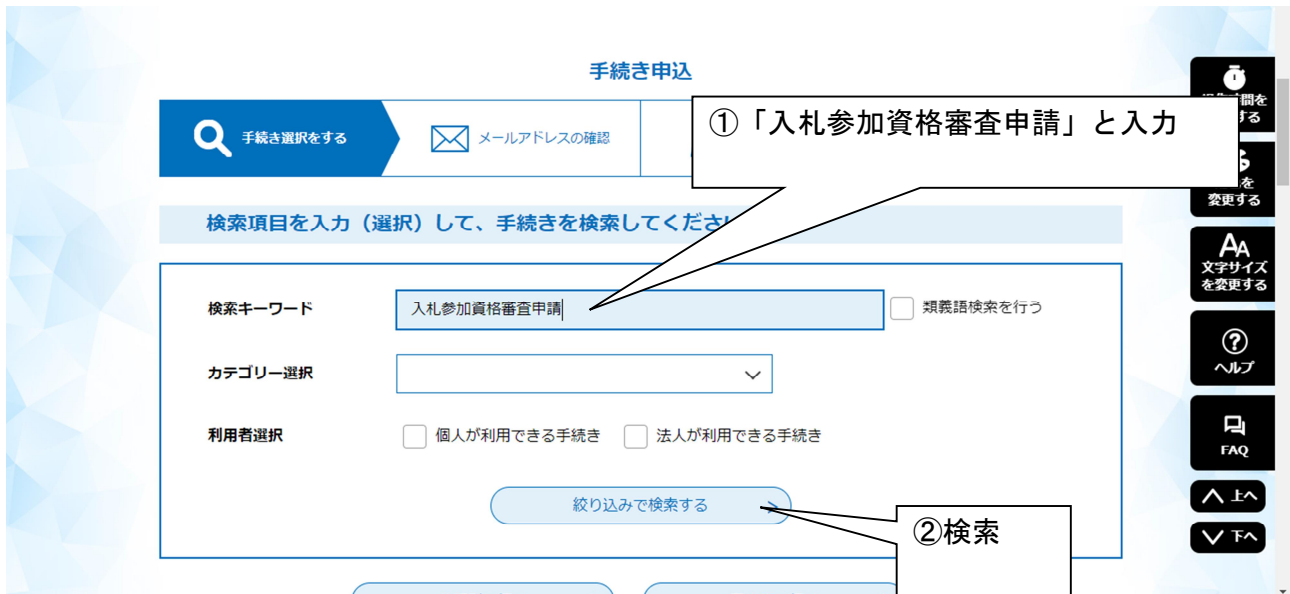 手続き申込
手続き選択をする
メールアドレスの確認
①「入札参加資格審査申請」と入力
検索項目を入力（選択）して、手続きを検索してくださ
検索キーワード
入札参加資格審査申請
類義語検索を行う
カテゴリー選択
利用者選択
個人が利用できる手続き
法人が利用できる手続き
絞り込みで検索する
②検索
間を
する
を
変更する
AA
文字サイズ
を変更する
ヘルプ
FAQ
上へ
下へ